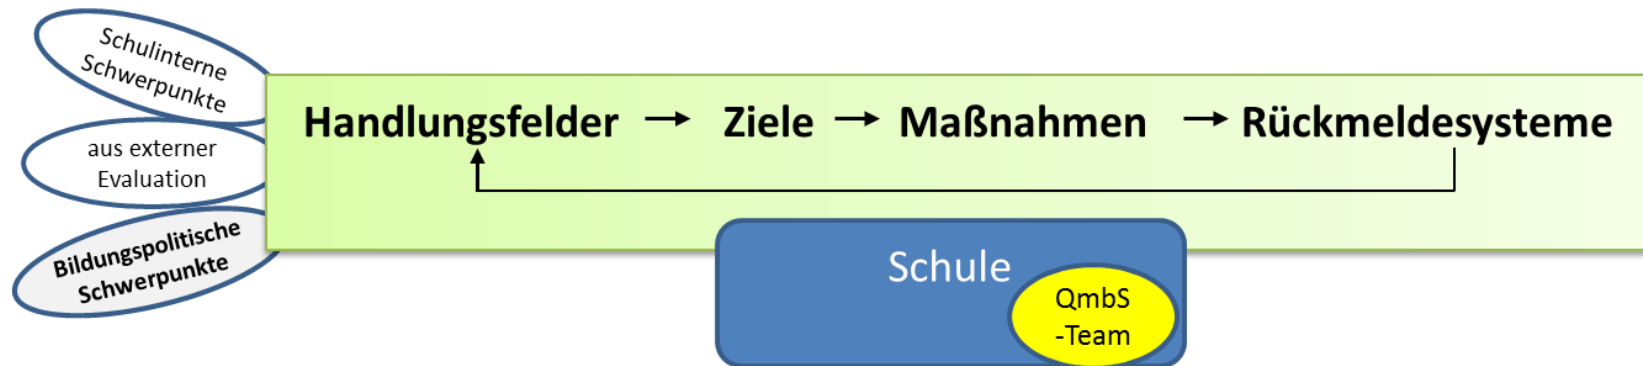 Schulinterne
Schwerpunkte
aus externer
Evaluation
Bildungspolitische
Schwerpunkte
Handlungsfelder → Ziele → Maßnahmen → Rückmeldesysteme
Schule
QmbS
-Team